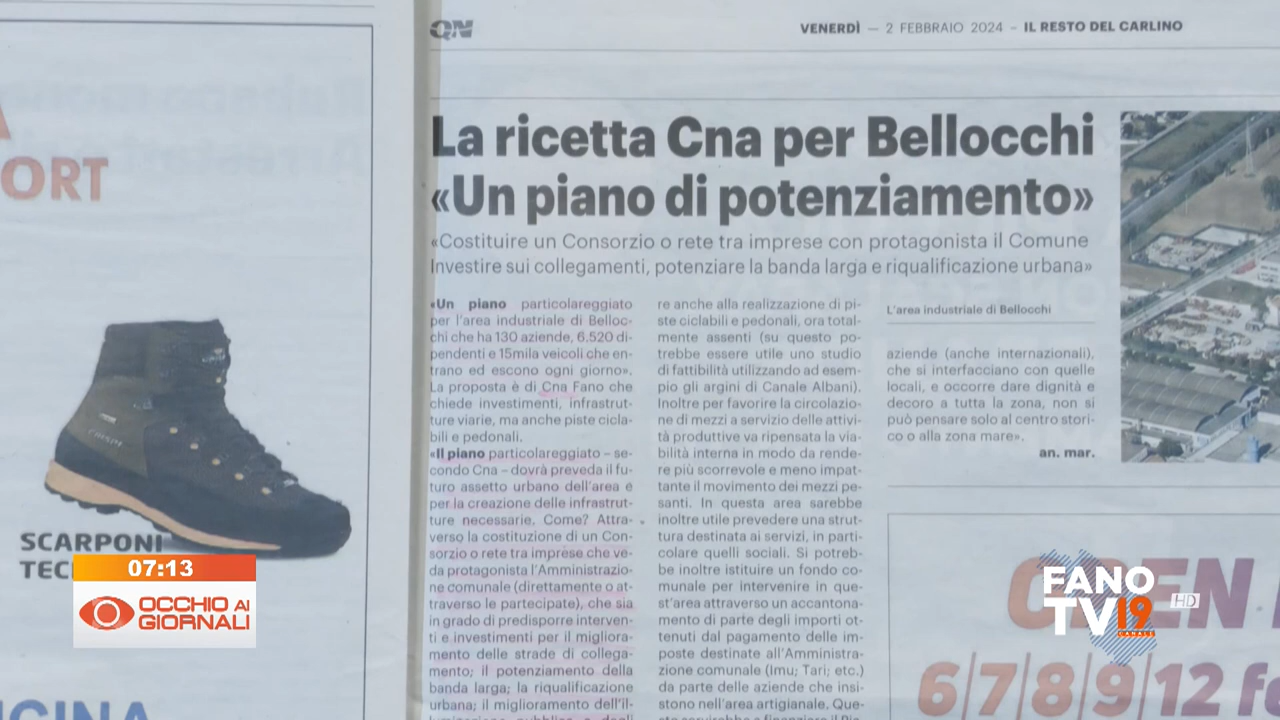 QN
VENERDÌ — 2 FEBBRAIO 2024 – IL RESTO DEL CARLINO
La ricetta Cna per Bellocchi
«Un piano di potenziamento»
«Costituire un Consorzio o rete tra imprese con protagonista il Comune
Investire sui collegamenti, potenziare la banda larga e riqualificazione urbana»
«Un piano particolareggiato
per l'area industriale di Belloc-
chi che ha 130 aziende, 6.520 di-
pendenti e 15mila veicoli che en-
trano ed escono ogni giorno».
La proposta è di Cna Fano che
chiede investimenti, infrastrut-
ture viarie, ma anche piste cicla-
bili e pedonali.
«Il piano particolareggiato – se-
condo Cna – dovrà preveda il fu-
turo assetto urbano dell'area e
per la creazione delle infrastrut-
ture necessarie. Come? Attra-
verso la costituzione di un Con-
sorzio o rete tra imprese che ve-
da protagonista l'Amministrazio-
ne comunale (direttamente o at-
traverso le partecipate), che sia
in grado di predisporre interven-
ti e investimenti per il migliora-
mento delle strade di collega-
mento; il potenziamento della
banda larga; la riqualificazione
urbana; il miglioramento dell'il-
re anche alla realizzazione di pi-
ste ciclabili e pedonali, ora total-
mente assenti (su questo po-
trebbe essere utile uno studio
di fattibilità utilizzando ad esem-
pio gli argini di Canale Albani).
Inoltre per favorire la circolazio-
ne di mezzi a servizio delle attivi-
tà produttive va ripensata la via-
bilità interna in modo da rende-
re più scorrevole e meno impat-
tante il movimento dei mezzi pe-
santi. In questa area sarebbe
inoltre utile prevedere una strut-
tura destinata ai servizi, in parti-
colare quelli sociali. Si potreb-
be inoltre istituire un fondo co-
munale per intervenire in que-
st'area attraverso un accantona-
mento di parte degli importi ot-
tenuti dal pagamento delle im-
poste destinate all'Amministra-
zione comunale (Imu; Tari; etc.)
da parte delle aziende che insi-
stono nell'area artigianale. Que-
L'area industriale di Bellocchi
aziende (anche internazionali),
che si interfacciano con quelle
locali, e occorre dare dignità e
decoro a tutta la zona, non si
può pensare solo al centro stori-
co o alla zona mare».
an. mar.
ORT
CRISPI
SCARPONI
TEC
CINA
6/7/8/9/12 fe
07:13
OCCHIO AI
GIORNALI
FANO
TV 19
CANALE
HD